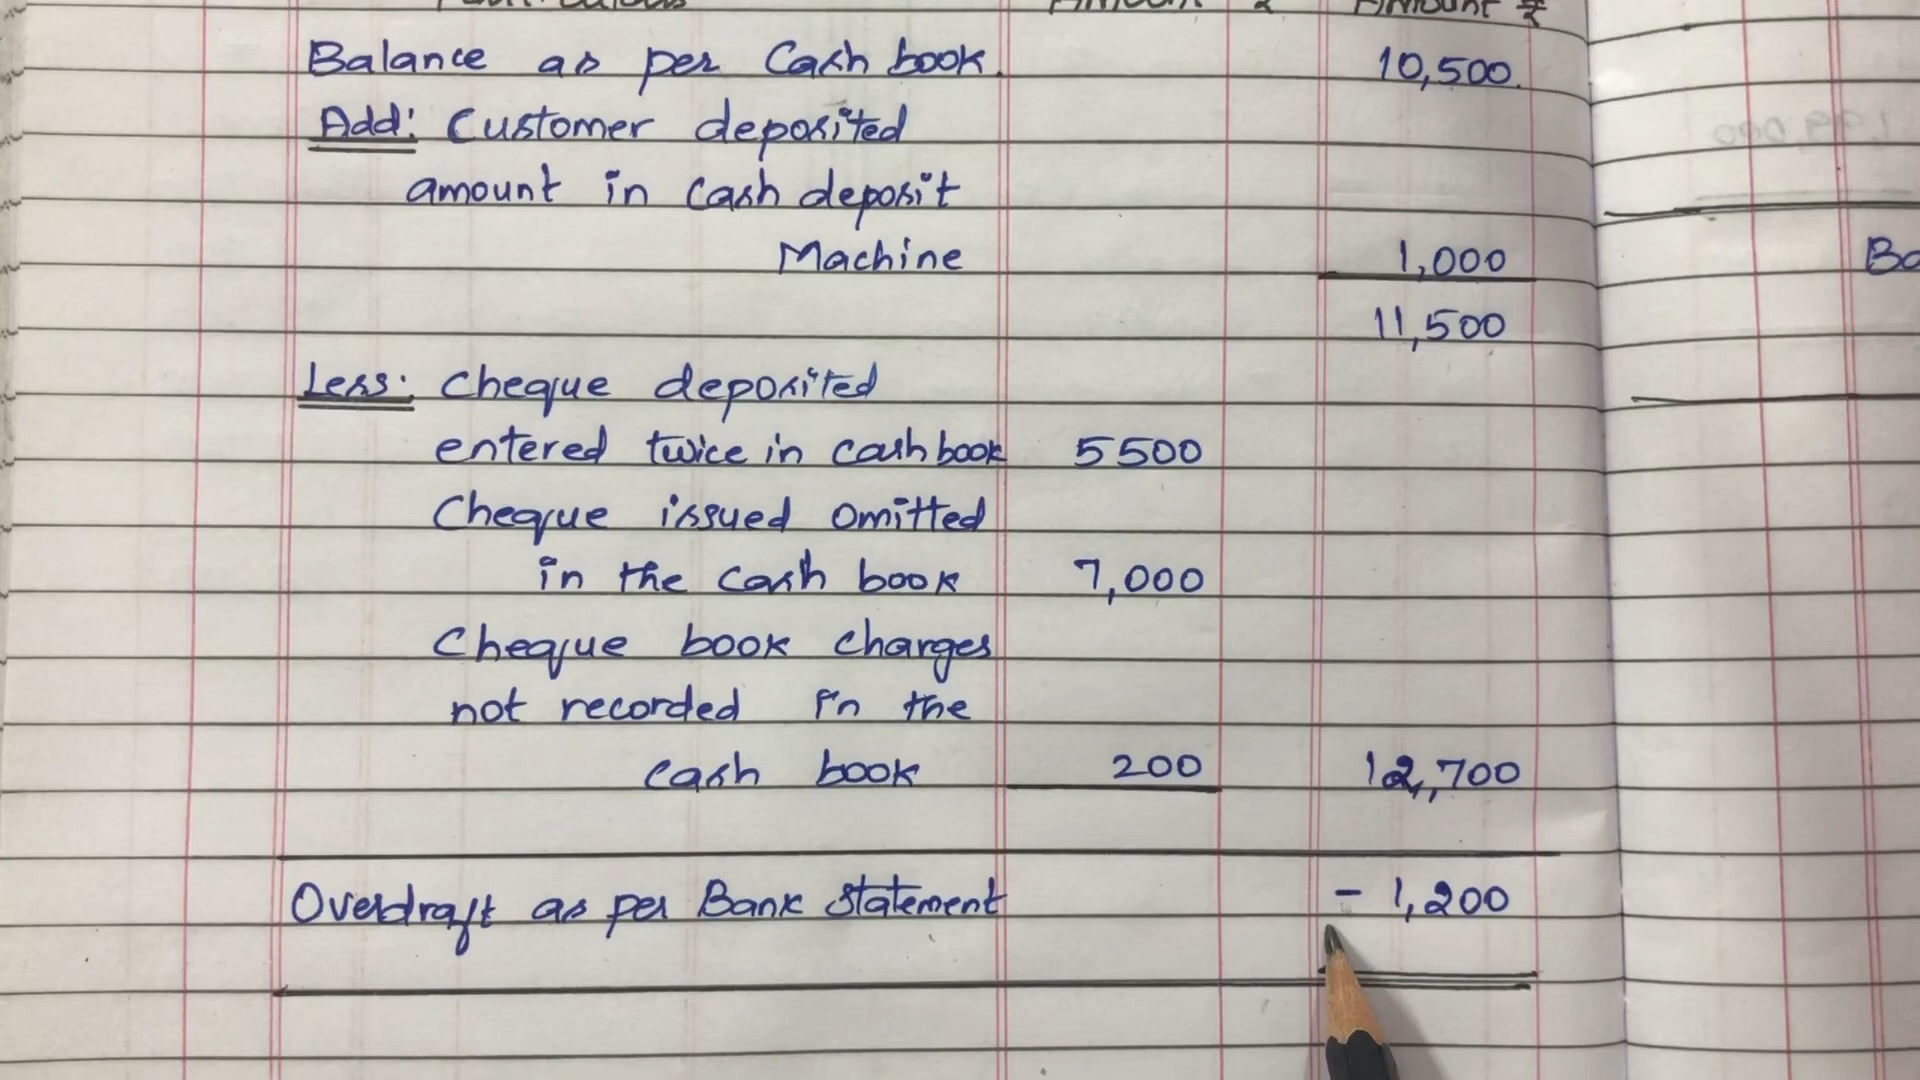 Amount ₹ Amount ₹
Balance as per Cash book. 10,500.
Add: Customer deposited
amount in cash deposit
Machine 1,000
11,500
Less: Cheque deposited
entered twice in cash book 5500
Cheque issued omitted
in the cash book 7,000
Cheque book charges
not recorded in the
cash book 200 12,700
Overdraft as per Bank statement - 1,200